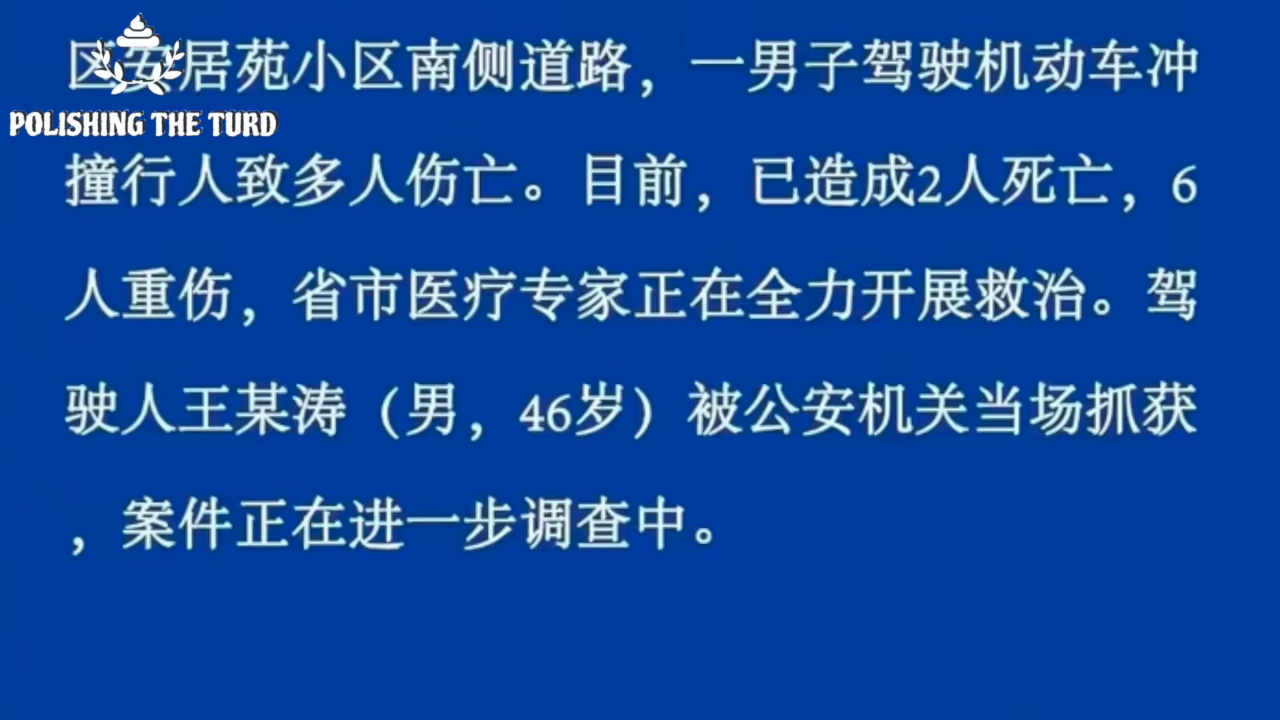 区安居苑小区南侧道路，一男子驾驶机动车冲
POLISHING THE TURD
撞行人致多人伤亡。目前，已造成2人死亡，6
人重伤，省市医疗专家正在全力开展救治。驾
驶人王某涛（男，46岁）被公安机关当场抓获
，案件正在进一步调查中。